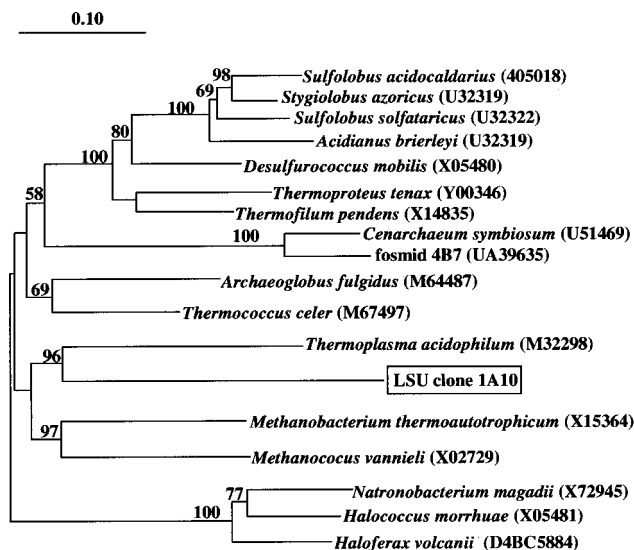 0.10
98
Sulfolobus acidocaldarius (405018)
69
Stygiolobus azoricus (U32319)
100
Sulfolobus solfataricus (U32322)
80
Acidianus brierleyi (U32319)
100
Desulfurococcus mobilis (X05480)
58
Thermoproteus tenax (Y00346)
Thermofilum pendens (X14835)
100
Cenarchaeum symbiosum (U51469)
fosmid 4B7 (UA39635)
69
Archaeoglobus fulgidus (M64487)
Thermococcus celer (M67497)
96
Thermoplasma acidophilum (M32298)
LSU clone 1A10
97
Methanobacterium thermoautotrophicum (X15364)
Methanococus vannieli (X02729)
77
Natronobacterium magadii (X72945)
100
Halococcus morrhuae (X05481)
Haloferax volcanii (D4BC5884)